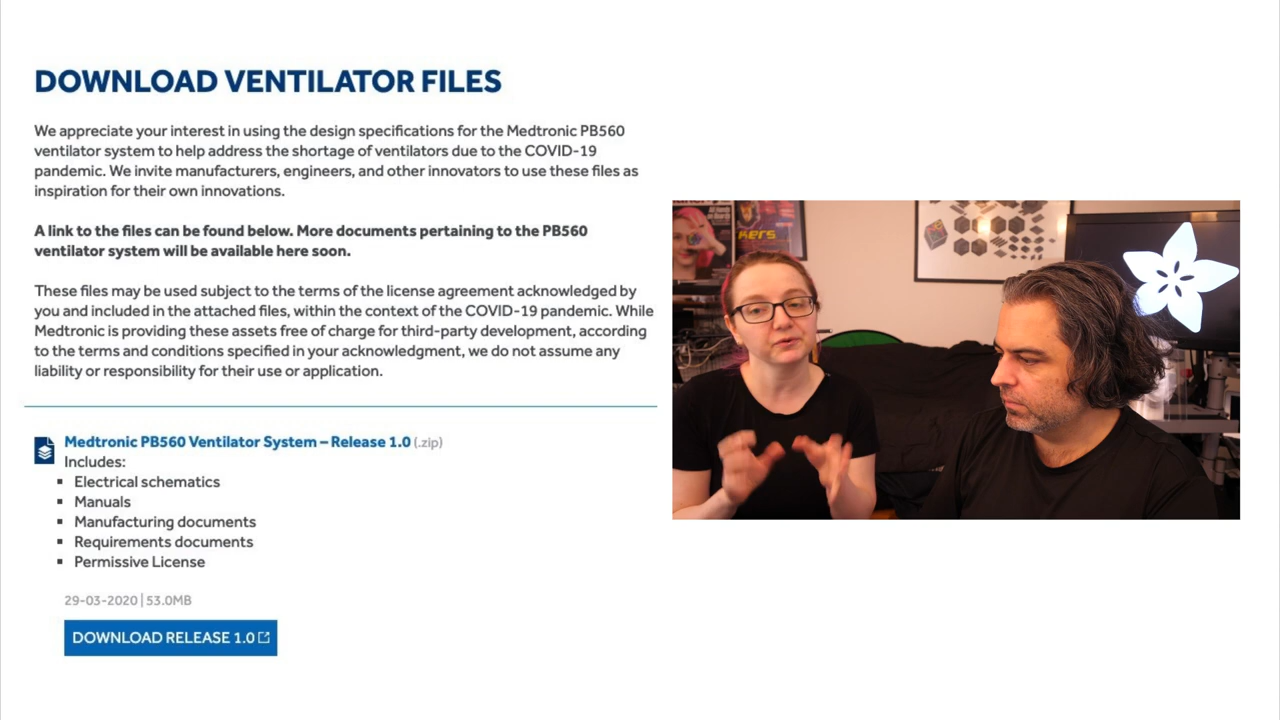 DOWNLOAD VENTILATOR FILES
We appreciate your interest in using the design specifications for the Medtronic PB560
ventilator system to help address the shortage of ventilators due to the COVID-19
pandemic. We invite manufacturers, engineers, and other innovators to use these files as
inspiration for their own innovations.
A link to the files can be found below. More documents pertaining to the PB560
ventilator system will be available here soon.
These files may be used subject to the terms of the license agreement acknowledged by
you and included in the attached files, within the context of the COVID-19 pandemic. While
Medtronic is providing these assets free of charge for third-party development, according
to the terms and conditions specified in your acknowledgment, we do not assume any
liability or responsibility for their use or application.
Medtronic PB560 Ventilator System – Release 1.0 (.zip)
Includes:
▪ Electrical schematics
▪ Manuals
▪ Manufacturing documents
▪ Requirements documents
▪ Permissive License
29-03-2020 | 53.0MB
DOWNLOAD RELEASE 1.0